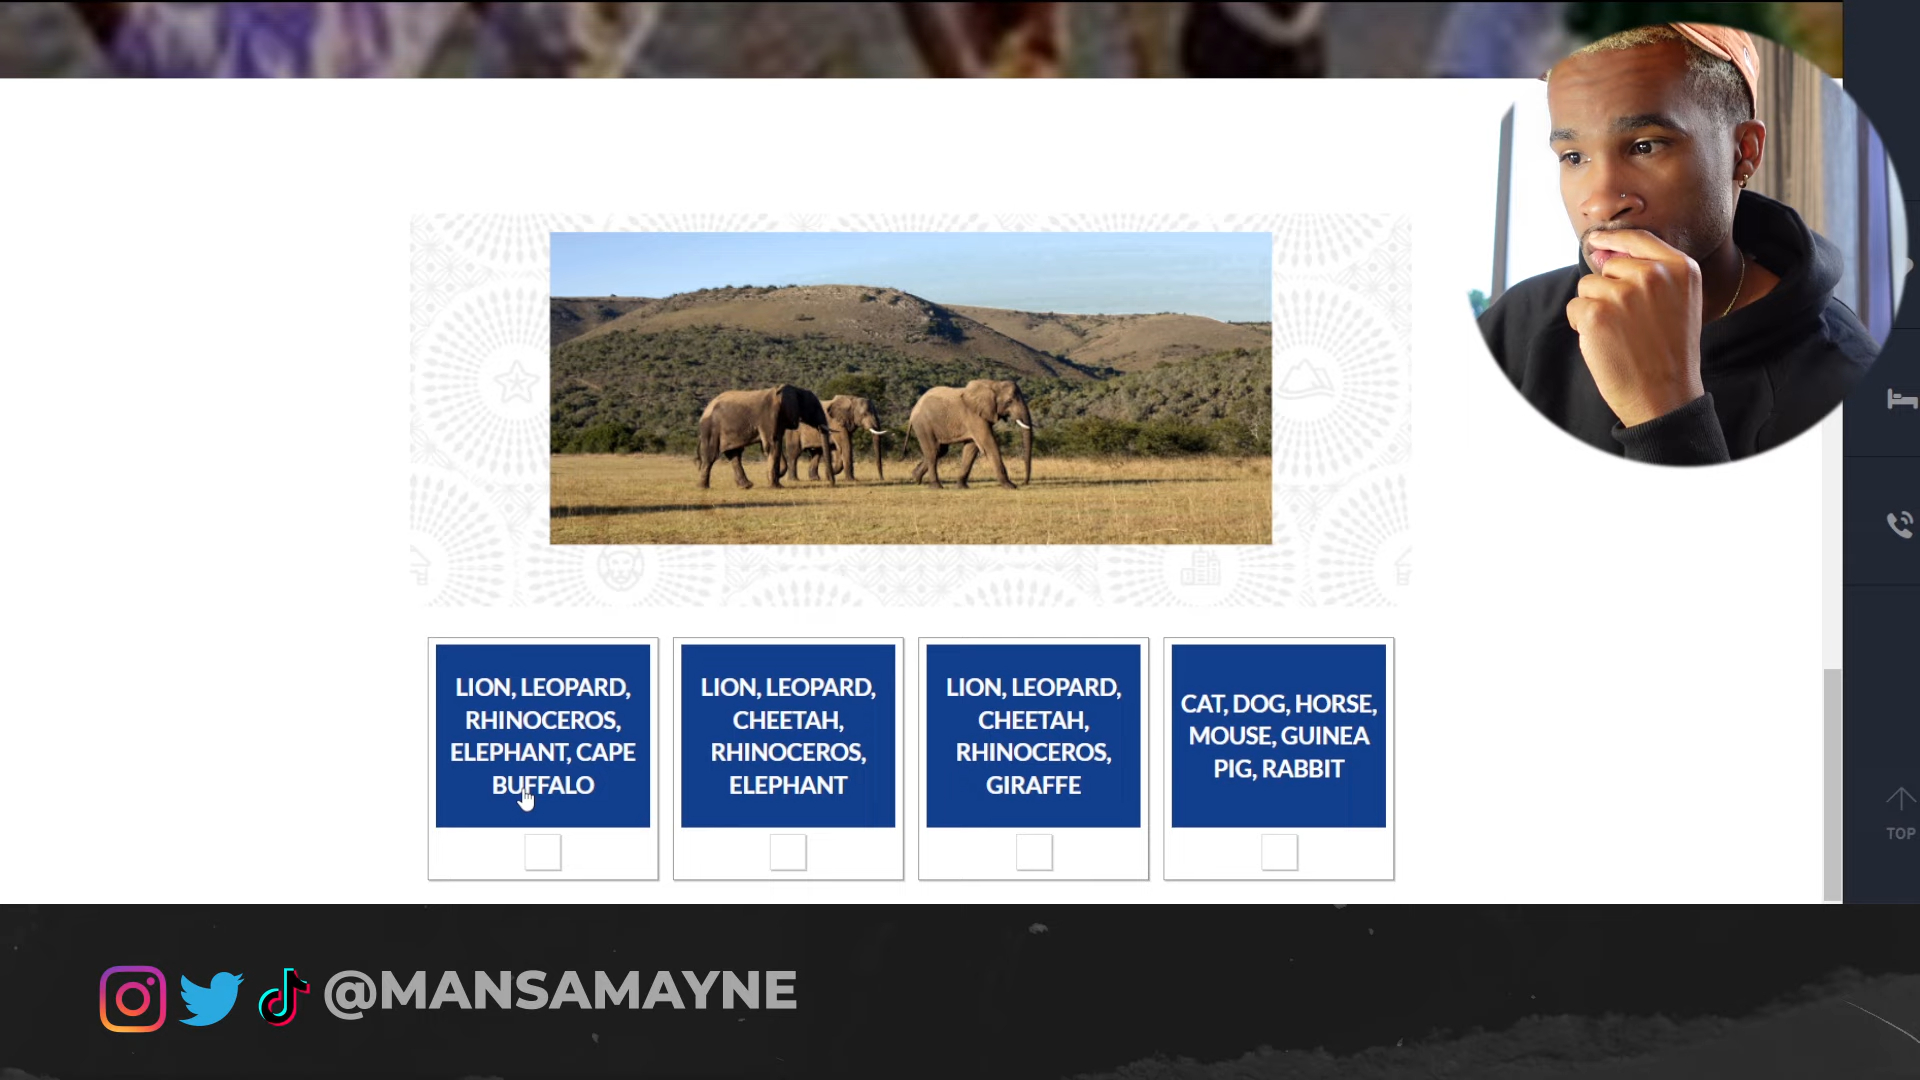 LION, LEOPARD,
RHINOCEROS,
ELEPHANT, CAPE
BUFFALO
LION, LEOPARD,
CHEETAH,
RHINOCEROS,
ELEPHANT
LION, LEOPARD,
CHEETAH,
RHINOCEROS,
GIRAFFE
CAT, DOG, HORSE,
MOUSE, GUINEA
PIG, RABBIT
TOP
@MANSAMAYNE